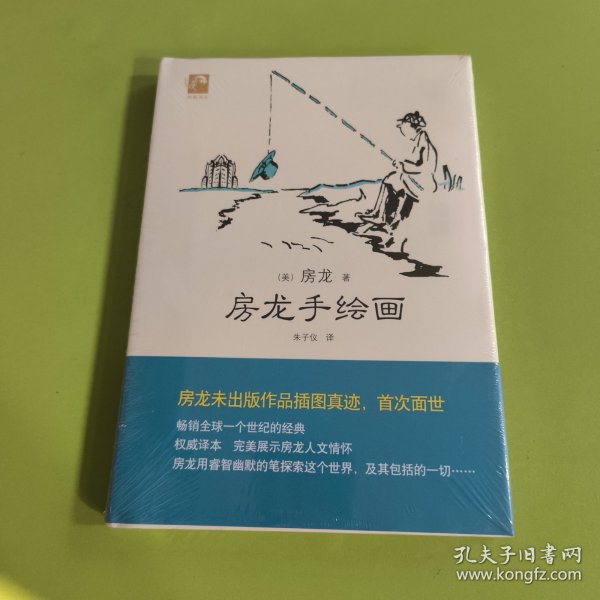 (美) 房龙 著
房龙手绘画
朱子仪 译
房龙未出版作品插图真迹，首次面世
畅销全球一个世纪的经典
权威译本 完美展示房龙人文情怀
房龙用睿智幽默的笔探索这个世界，及其包括的一切……
孔夫子旧书网
www.kongfz.com